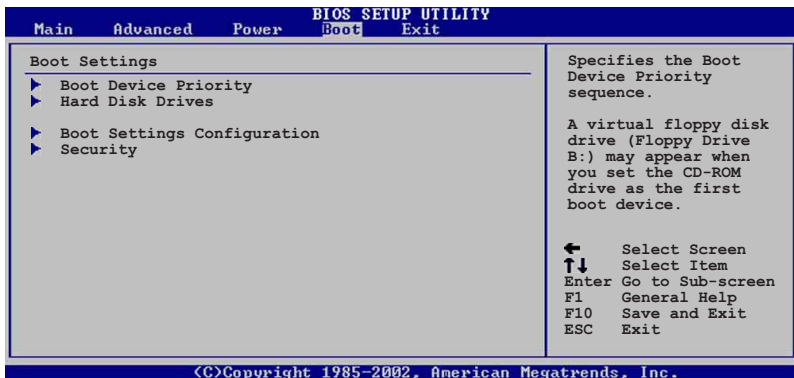 BIOS SETUP UTILITY
Main Advanced Power Boot Exit
Boot Settings
Boot Device Priority
Hard Disk Drives
Boot Settings Configuration
Security
Specifies the Boot
Device Priority
sequence.
A virtual floppy disk
drive (Floppy Drive
B:) may appear when
you set the CD-ROM
drive as the first
boot device.
← Select Screen
↑↓ Select Item
Enter Go to Sub-screen
F1 General Help
F10 Save and Exit
ESC Exit
(C)Copyright 1985-2002, American Megatrends, Inc.